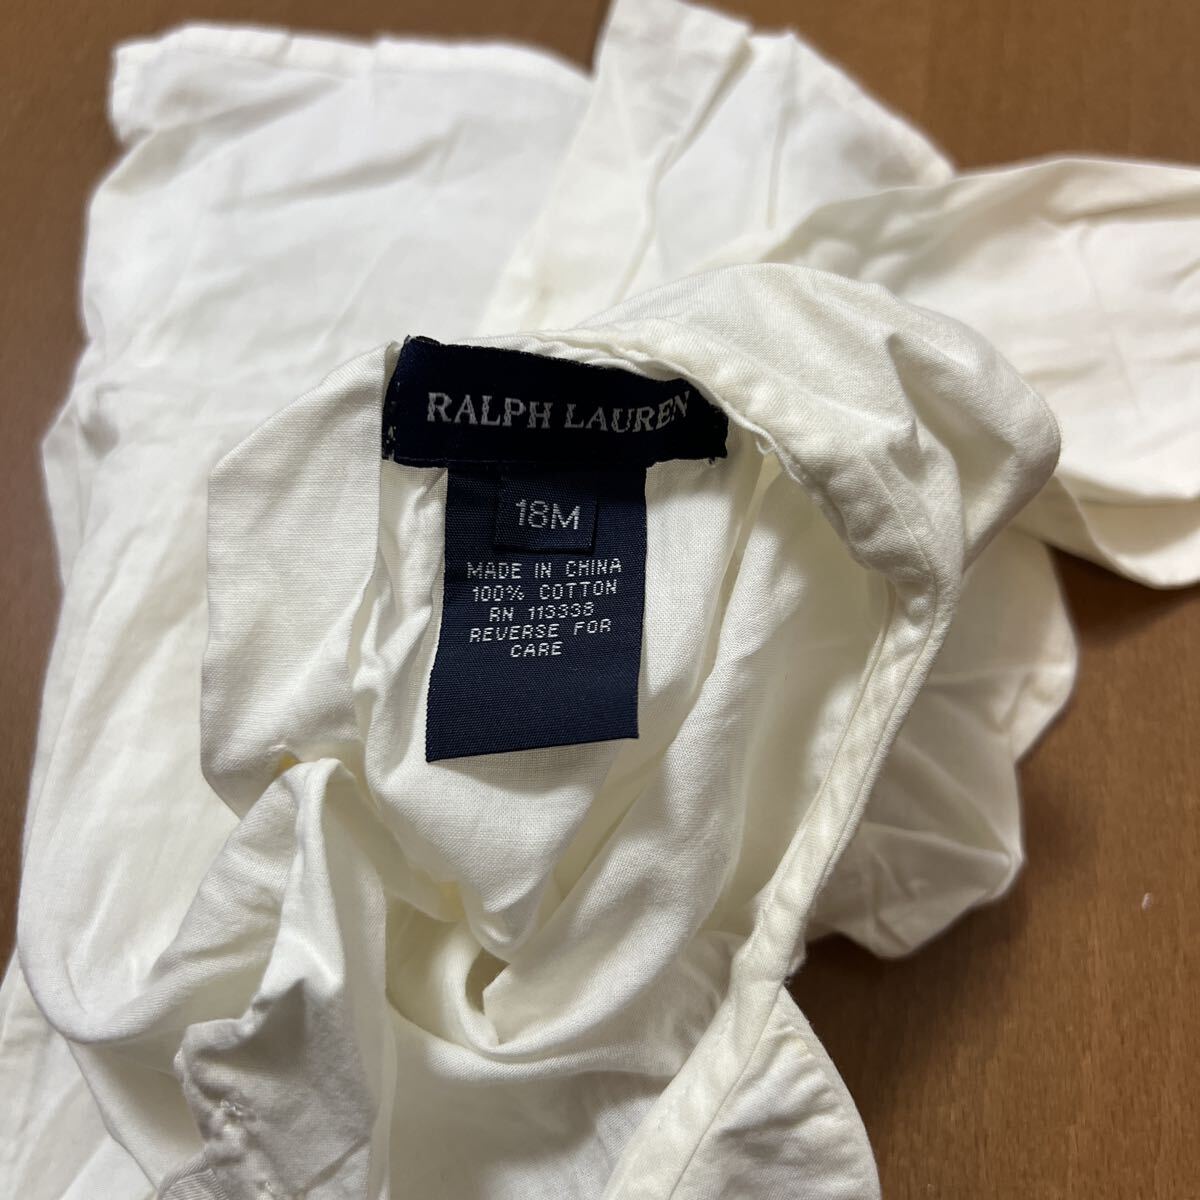 RALPH LAUREN
18M
MADE IN CHINA
100% COTTON
RN 113338
REVERSE FOR
CARE